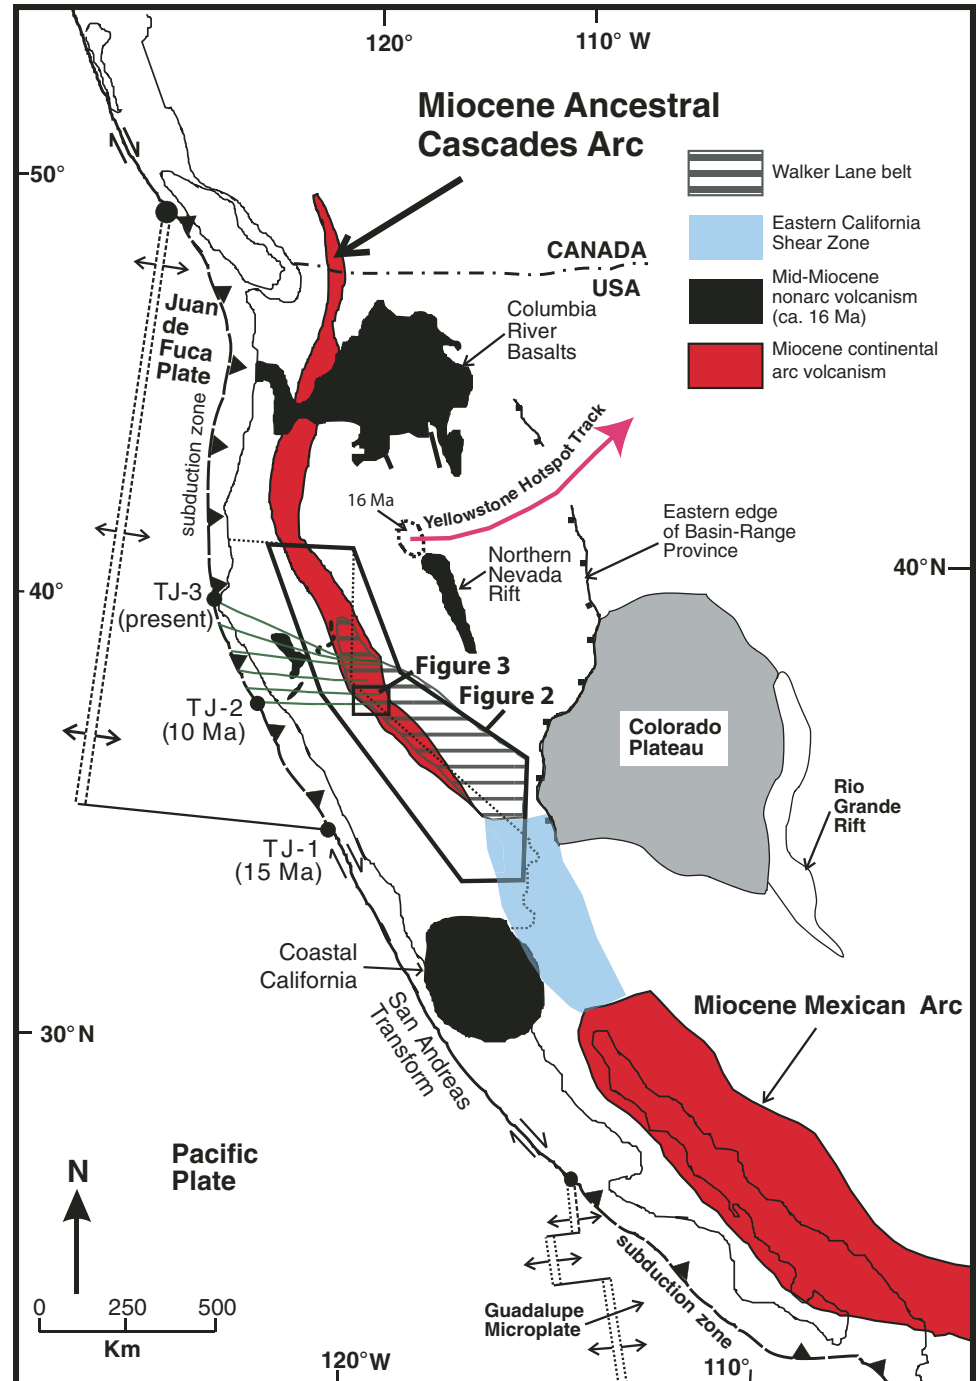 120°
110° W
Miocene Ancestral
Cascades Arc
50°
Walker Lane belt
Eastern California
Shear Zone
Mid-Miocene
nonarc volcanism
(ca. 16 Ma)
Miocene continental
arc volcanism
CANADA
USA
Juan
de
Fuca
Plate
Columbia
River
Basalts
subduction zone
16 Ma
Yellowstone Hotspot Track
Northern
Nevada
Rift
Eastern edge
of Basin-Range
Province
40° N
40°
TJ-3
(present)
Figure 3
Figure 2
TJ-2
(10 Ma)
Colorado
Plateau
Rio
Grande
Rift
TJ-1
(15 Ma)
Coastal
California
San Andreas
Transform
Miocene Mexican Arc
30° N
Pacific
Plate
N
0 250 500
Km
subduction zone
Guadalupe
Microplate
120° W
110°